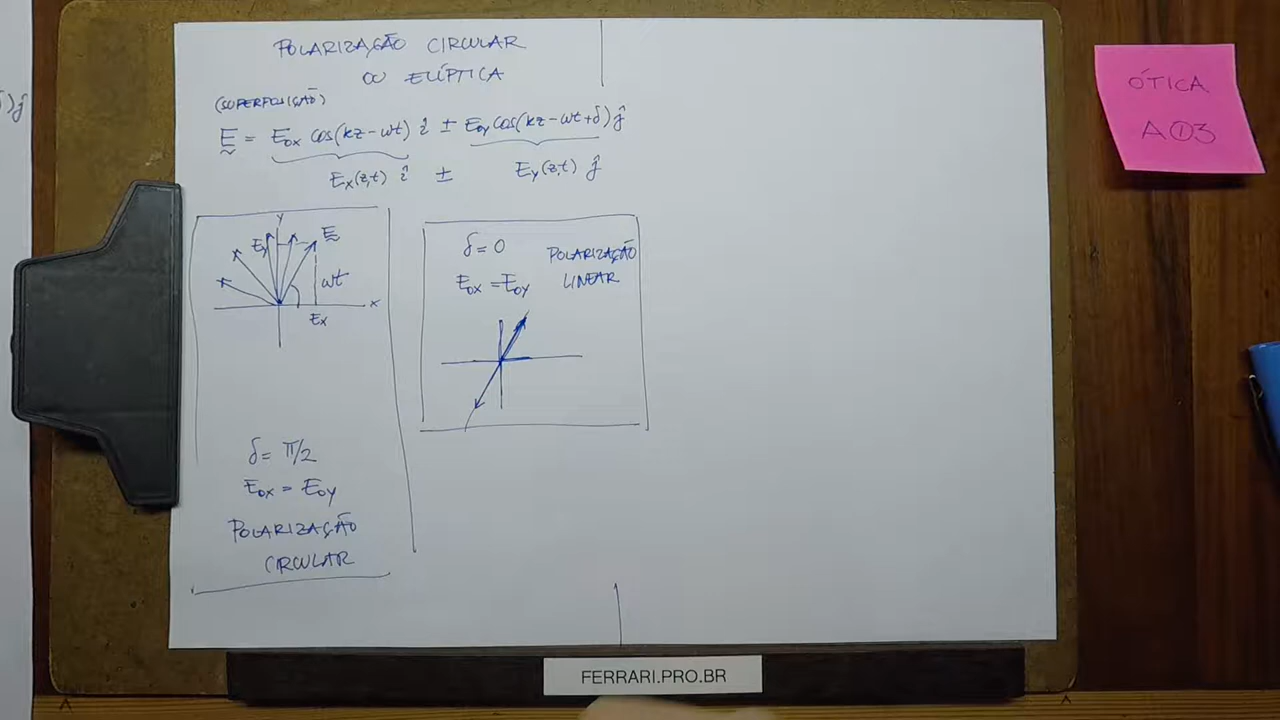 POLARIZAÇÃO CIRCULAR
OU ELÍPTICA
(SUPERPOSIÇÃO)
E = E0x cos(kz-ωt) î ± E0y cos(kz-ωt+δ) ĵ
Ex(z,t) î ± Ey(z,t) ĵ
y
Ey
E
ωt
x
Ex
δ = π/2
E0x = E0y
POLARIZAÇÃO
CIRCULAR
δ = 0
E0x = E0y
POLARIZAÇÃO
LINEAR
ÓTICA
A03
)ĵ
FERRARI.PRO.BR